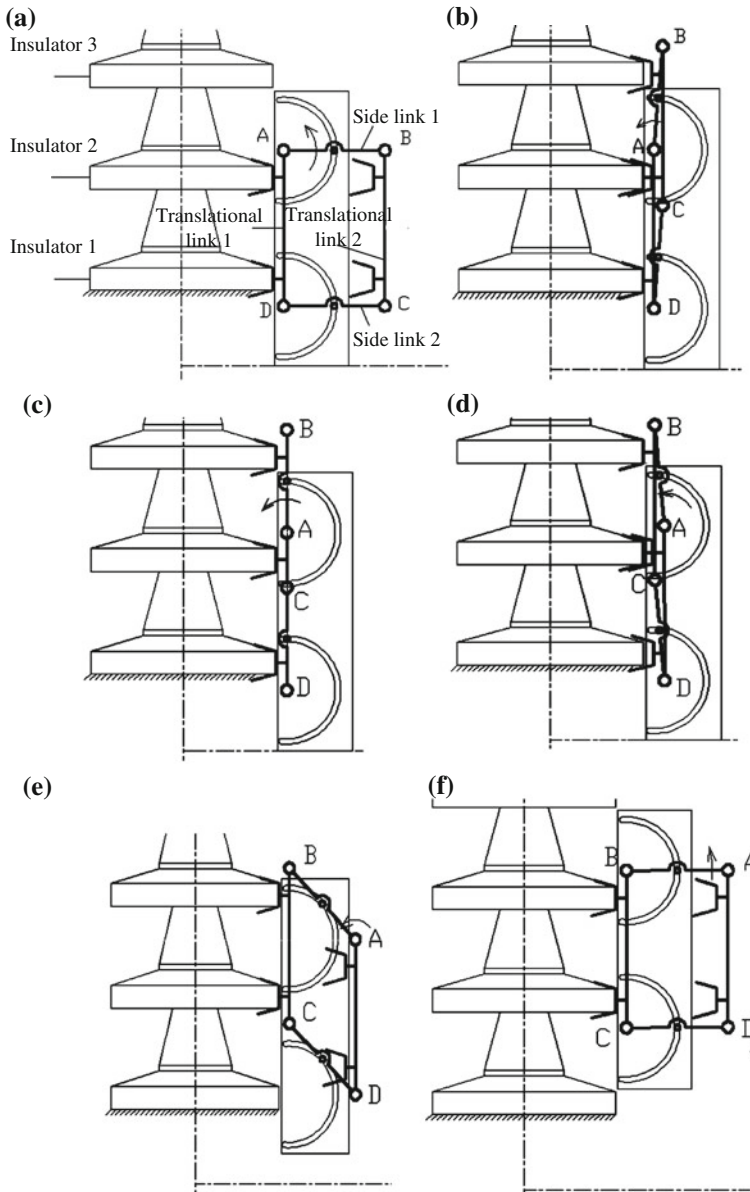 (a)
Insulator 3
Insulator 2
Insulator 1
A
B
Side link 1
Translational
link 1
Translational
link 2
D
C
Side link 2
(b)
B
A
C
D
(c)
B
A
C
D
(d)
B
A
C
D
(e)
B
A
C
D
(f)
B
A
C
D